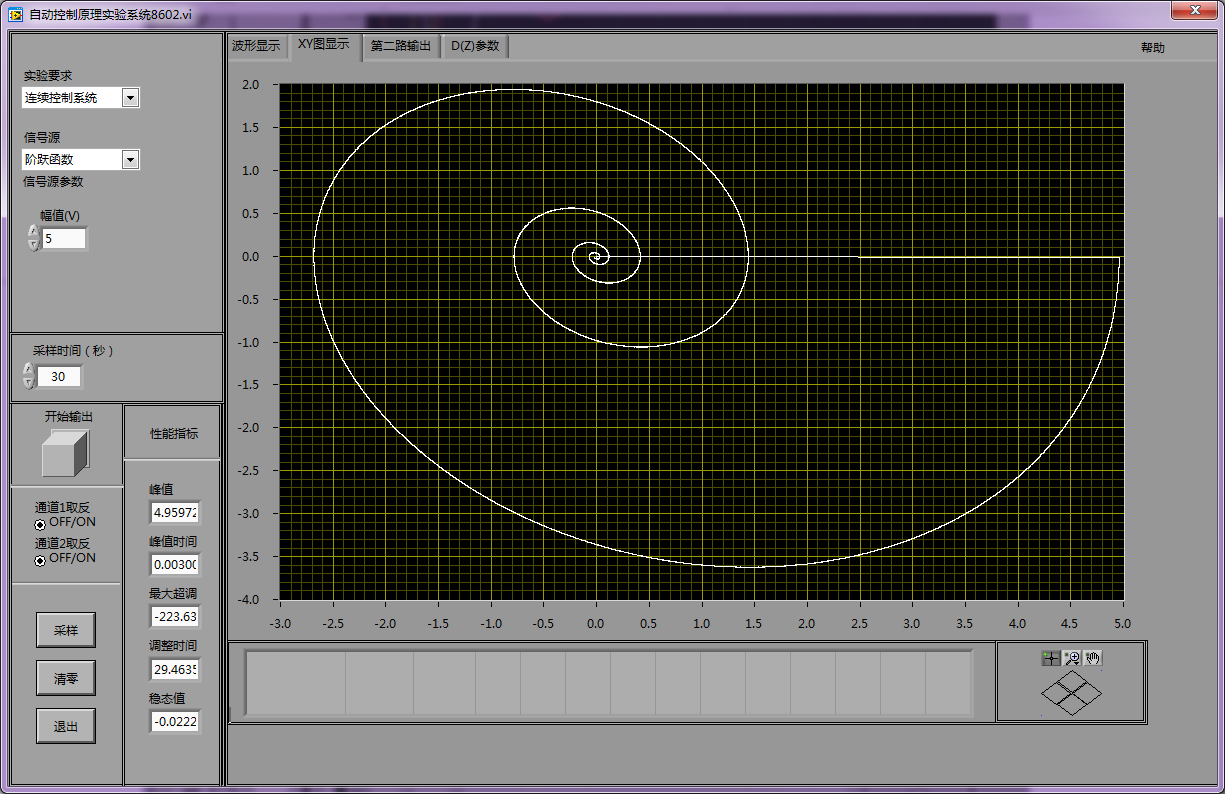 自动控制原理实验系统8602.vi
波形显示 XY图显示 第二路输出 D(Z)参数 帮助
实验要求
连续控制系统
信号源
阶跃函数
信号源参数
幅值(V)
5
采样时间（秒）
30
开始输出
通道1取反
OFF/ON
通道2取反
OFF/ON
采样
清零
退出
性能指标
峰值
4.95972
峰值时间
0.00300
最大超调
-223.63
调整时间
29.4635
稳态值
-0.0222
2.0
1.5
1.0
0.5
0.0
-0.5
-1.0
-1.5
-2.0
-2.5
-3.0
-3.5
-4.0
-3.0 -2.5 -2.0 -1.5 -1.0 -0.5 0.0 0.5 1.0 1.5 2.0 2.5 3.0 3.5 4.0 4.5 5.0